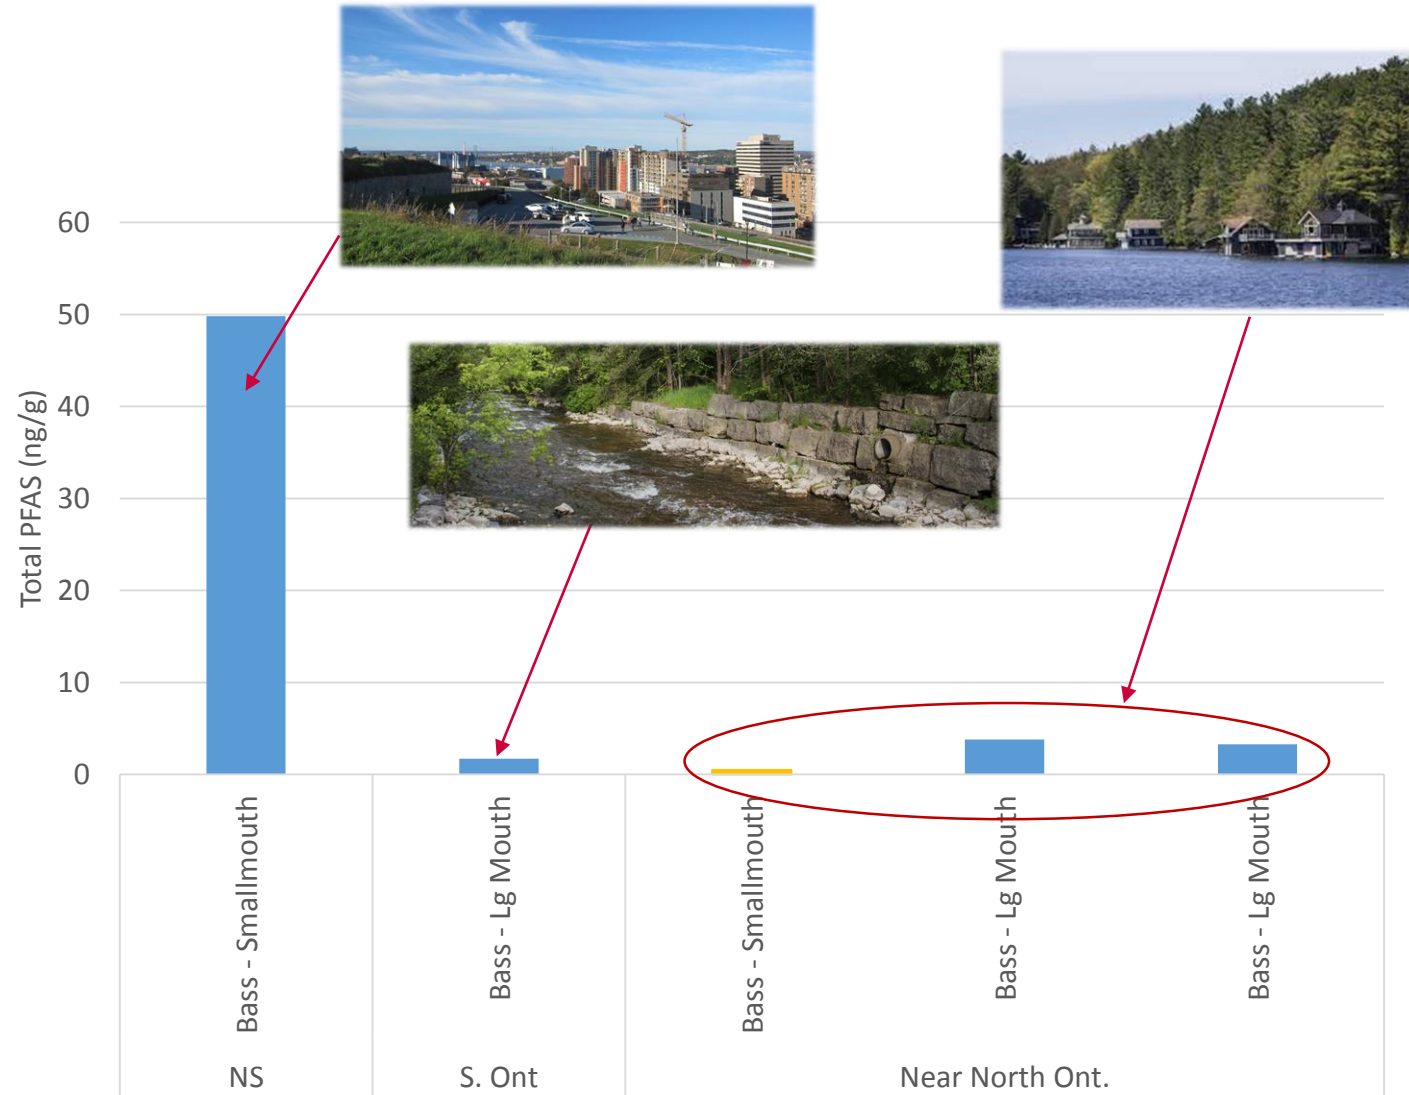 60
50
40
30
20
10
0
Total PFAS (ng/g)
Bass - Smallmouth
Bass - Lg Mouth
Bass - Smallmouth
Bass - Lg Mouth
Bass - Lg Mouth
NS
S. Ont
Near North Ont.